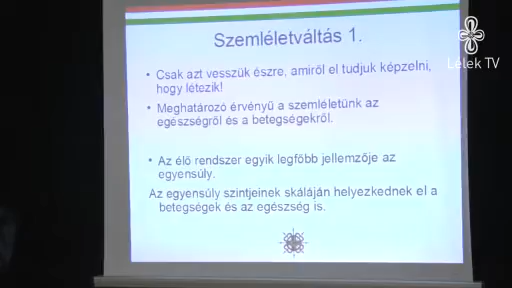 Szemléletváltás 1.
Lélek TV
• Csak azt vesszük észre, amiről el tudjuk képzelni,
hogy létezik!
• Meghatározó érvényű a szemléletünk az
egészségről és a betegségekről.
• Az élő rendszer egyik legfőbb jellemzője az
egyensúly.
Az egyensúly szintjeinek skáláján helyezkednek el a
betegségek és az egészség is.